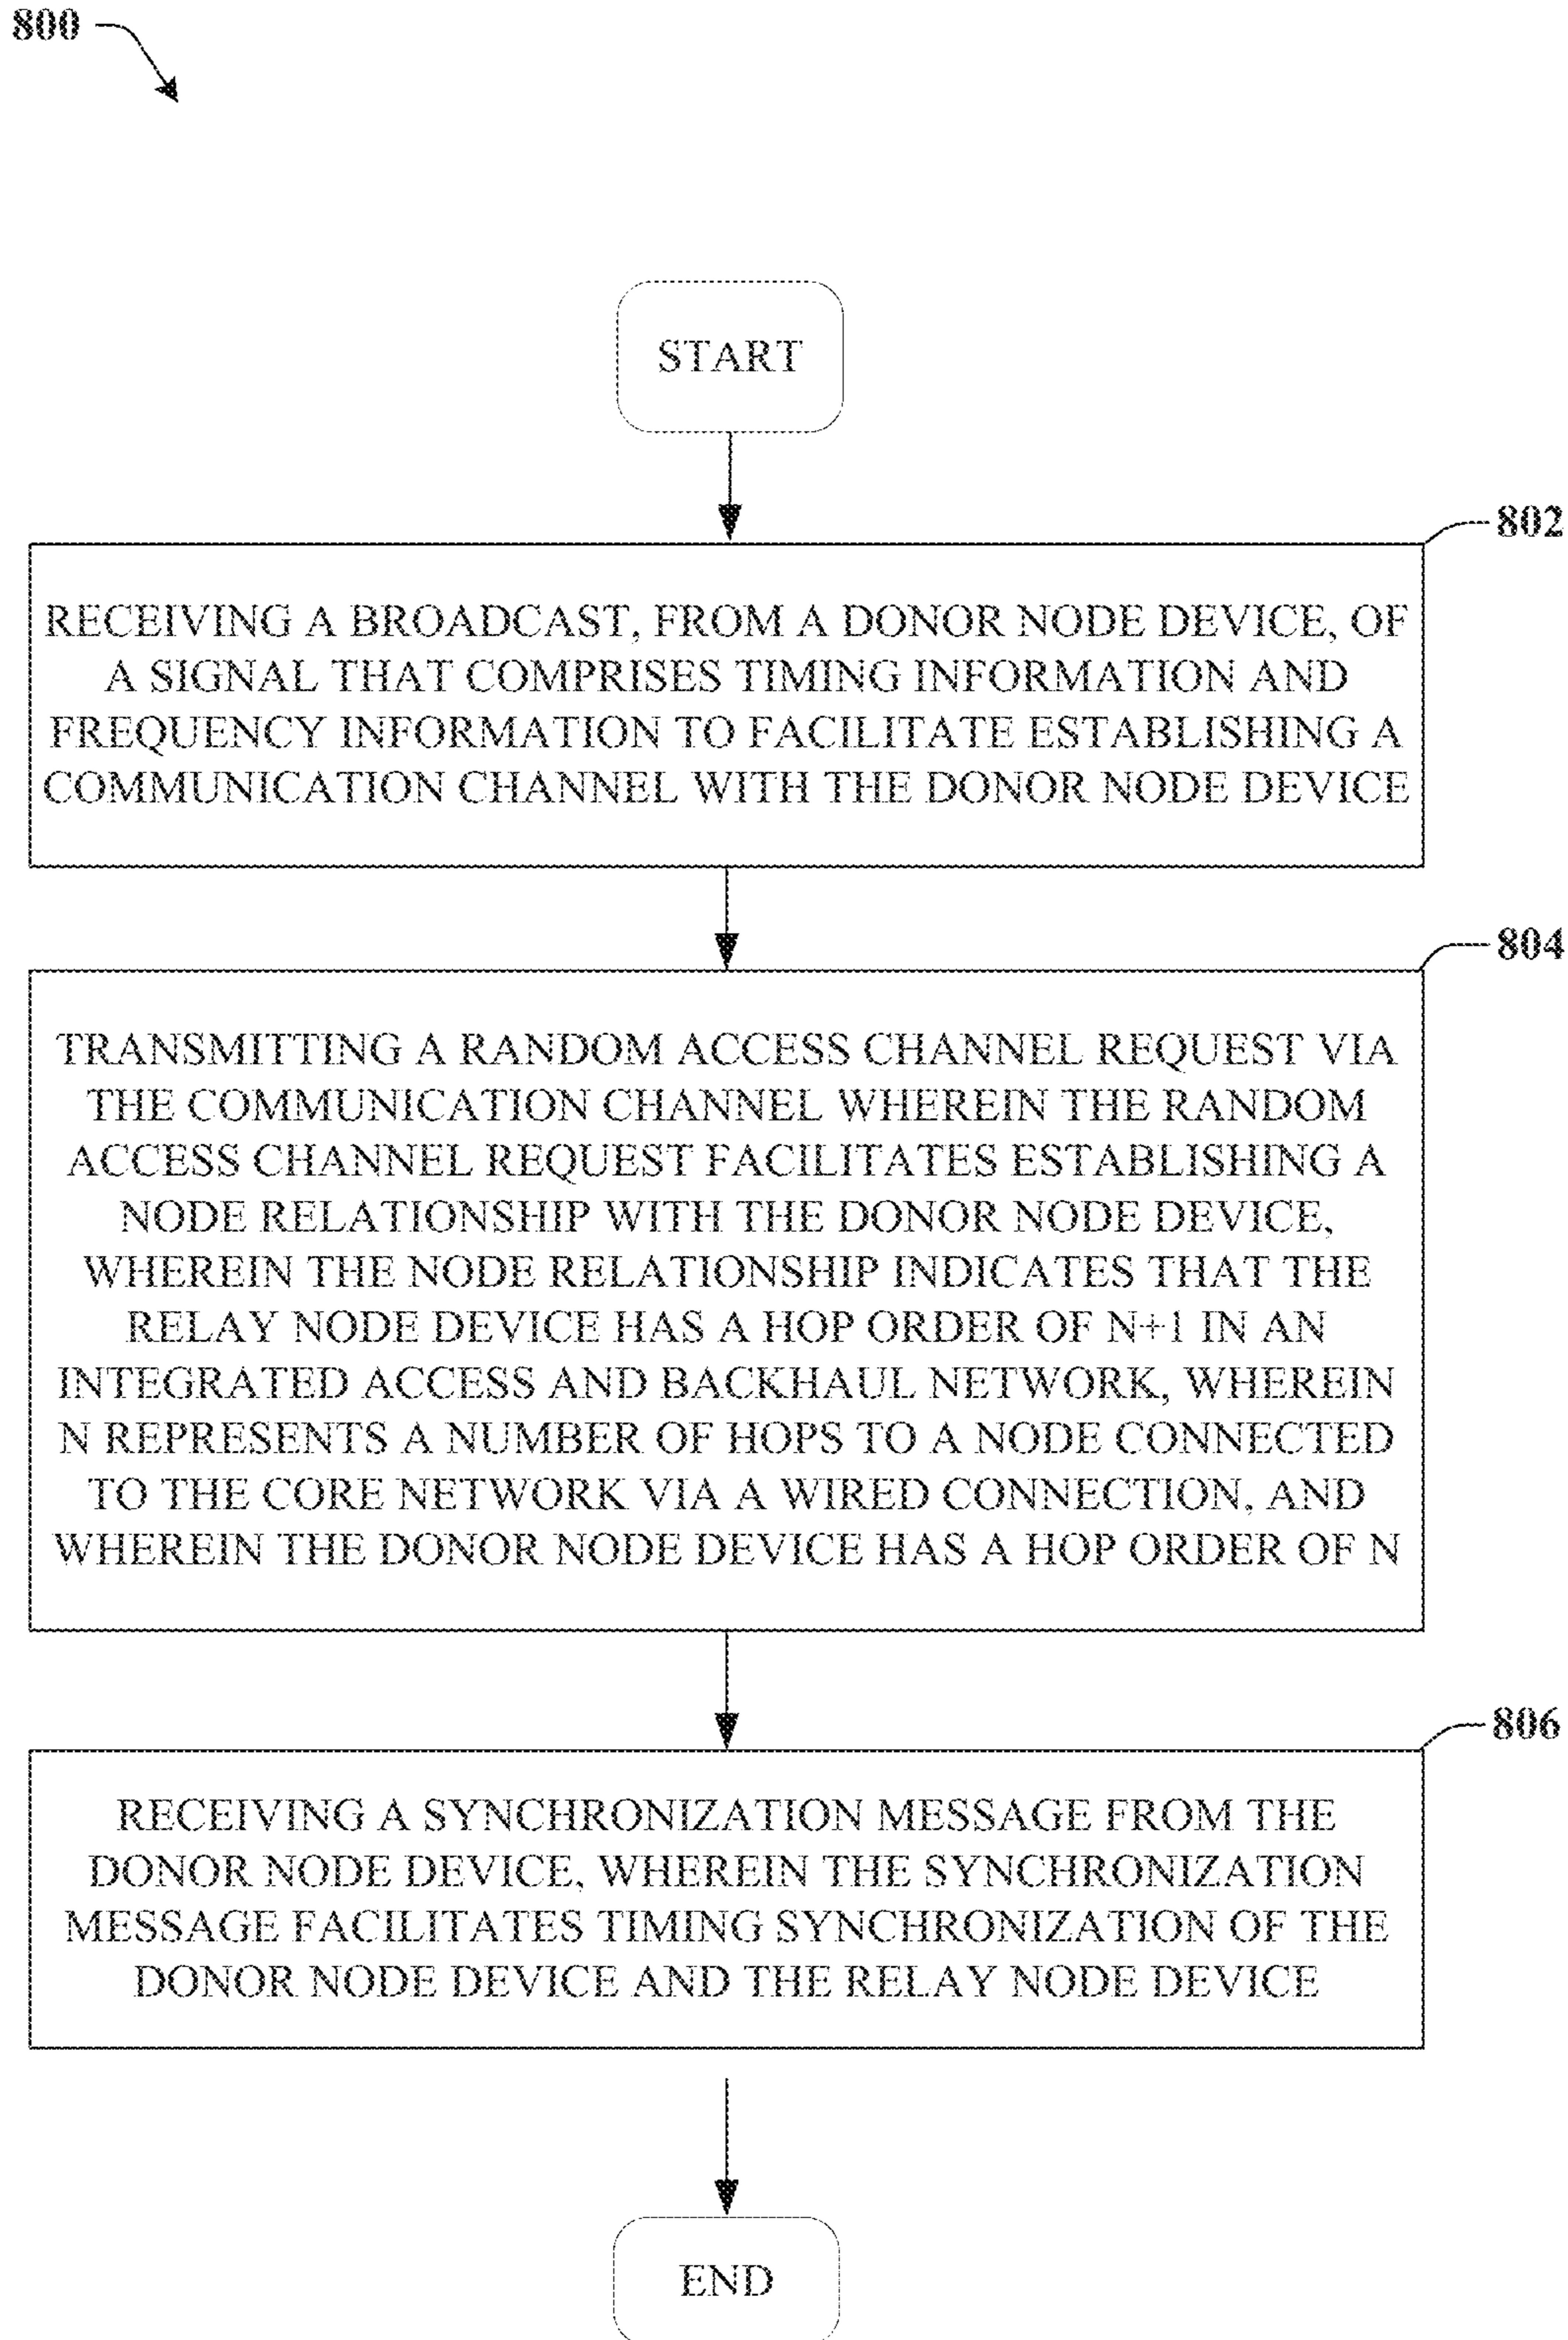 800
START
802
RECEIVING A BROADCAST, FROM A DONOR NODE DEVICE, OF
A SIGNAL THAT COMPRISES TIMING INFORMATION AND
FREQUENCY INFORMATION TO FACILITATE ESTABLISHING A
COMMUNICATION CHANNEL WITH THE DONOR NODE DEVICE
804
TRANSMITTING A RANDOM ACCESS CHANNEL REQUEST VIA
THE COMMUNICATION CHANNEL WHEREIN THE RANDOM
ACCESS CHANNEL REQUEST FACILITATES ESTABLISHING A
NODE RELATIONSHIP WITH THE DONOR NODE DEVICE,
WHEREIN THE NODE RELATIONSHIP INDICATES THAT THE
RELAY NODE DEVICE HAS A HOP ORDER OF N+1 IN AN
INTEGRATED ACCESS AND BACKHAUL NETWORK, WHEREIN
N REPRESENTS A NUMBER OF HOPS TO A NODE CONNECTED
TO THE CORE NETWORK VIA A WIRED CONNECTION, AND
WHEREIN THE DONOR NODE DEVICE HAS A HOP ORDER OF N
806
RECEIVING A SYNCHRONIZATION MESSAGE FROM THE
DONOR NODE DEVICE, WHEREIN THE SYNCHRONIZATION
MESSAGE FACILITATES TIMING SYNCHRONIZATION OF THE
DONOR NODE DEVICE AND THE RELAY NODE DEVICE
END